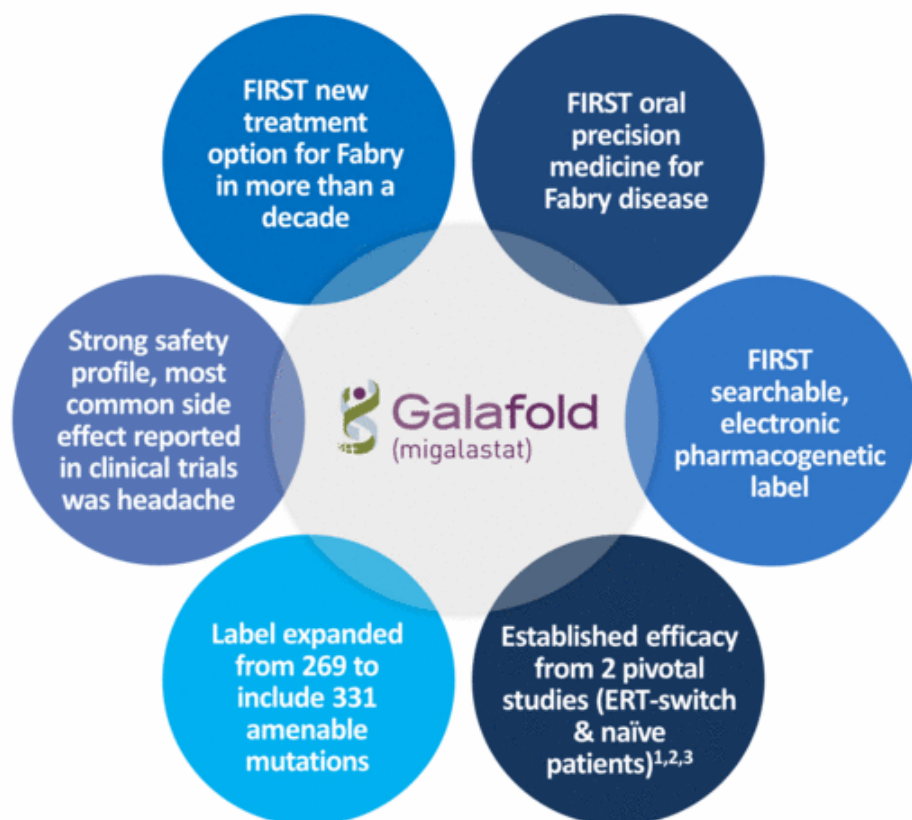 FIRST new
treatment
option for Fabry
in more than a
decade
FIRST oral
precision
medicine for
Fabry disease
Strong safety
profile, most
common side
effect reported
in clinical trials
was headache
Galafold
(migalastat)
FIRST
searchable,
electronic
pharmacogenetic
label
Label expanded
from 269 to
include 331
amenable
mutations
Established efficacy
from 2 pivotal
studies (ERT-switch
& naïve
patients)¹,²,³